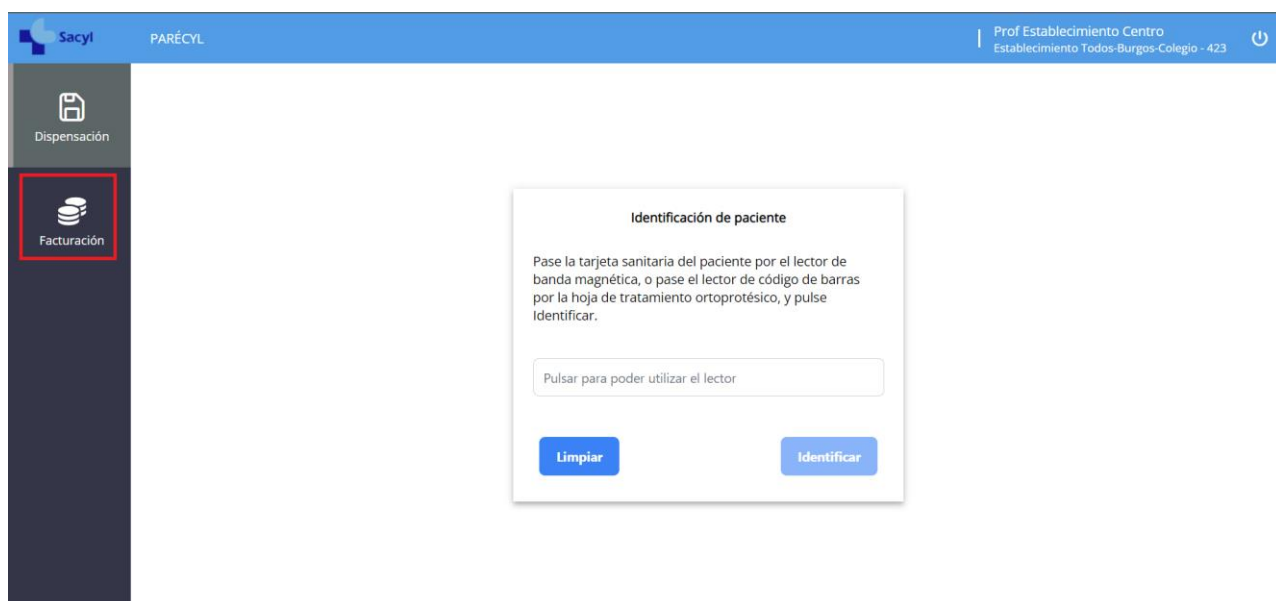 Sacyl
PARÉCYL
Prof Establecimiento Centro
Establecimiento Todos-Burgos-Colegio - 423
Dispensación
Facturación
Identificación de paciente
Pase la tarjeta sanitaria del paciente por el lector de
banda magnética, o pase el lector de código de barras
por la hoja de tratamiento ortoprotésico, y pulse
Identificar.
Pulsar para poder utilizar el lector
Limpiar
Identificar